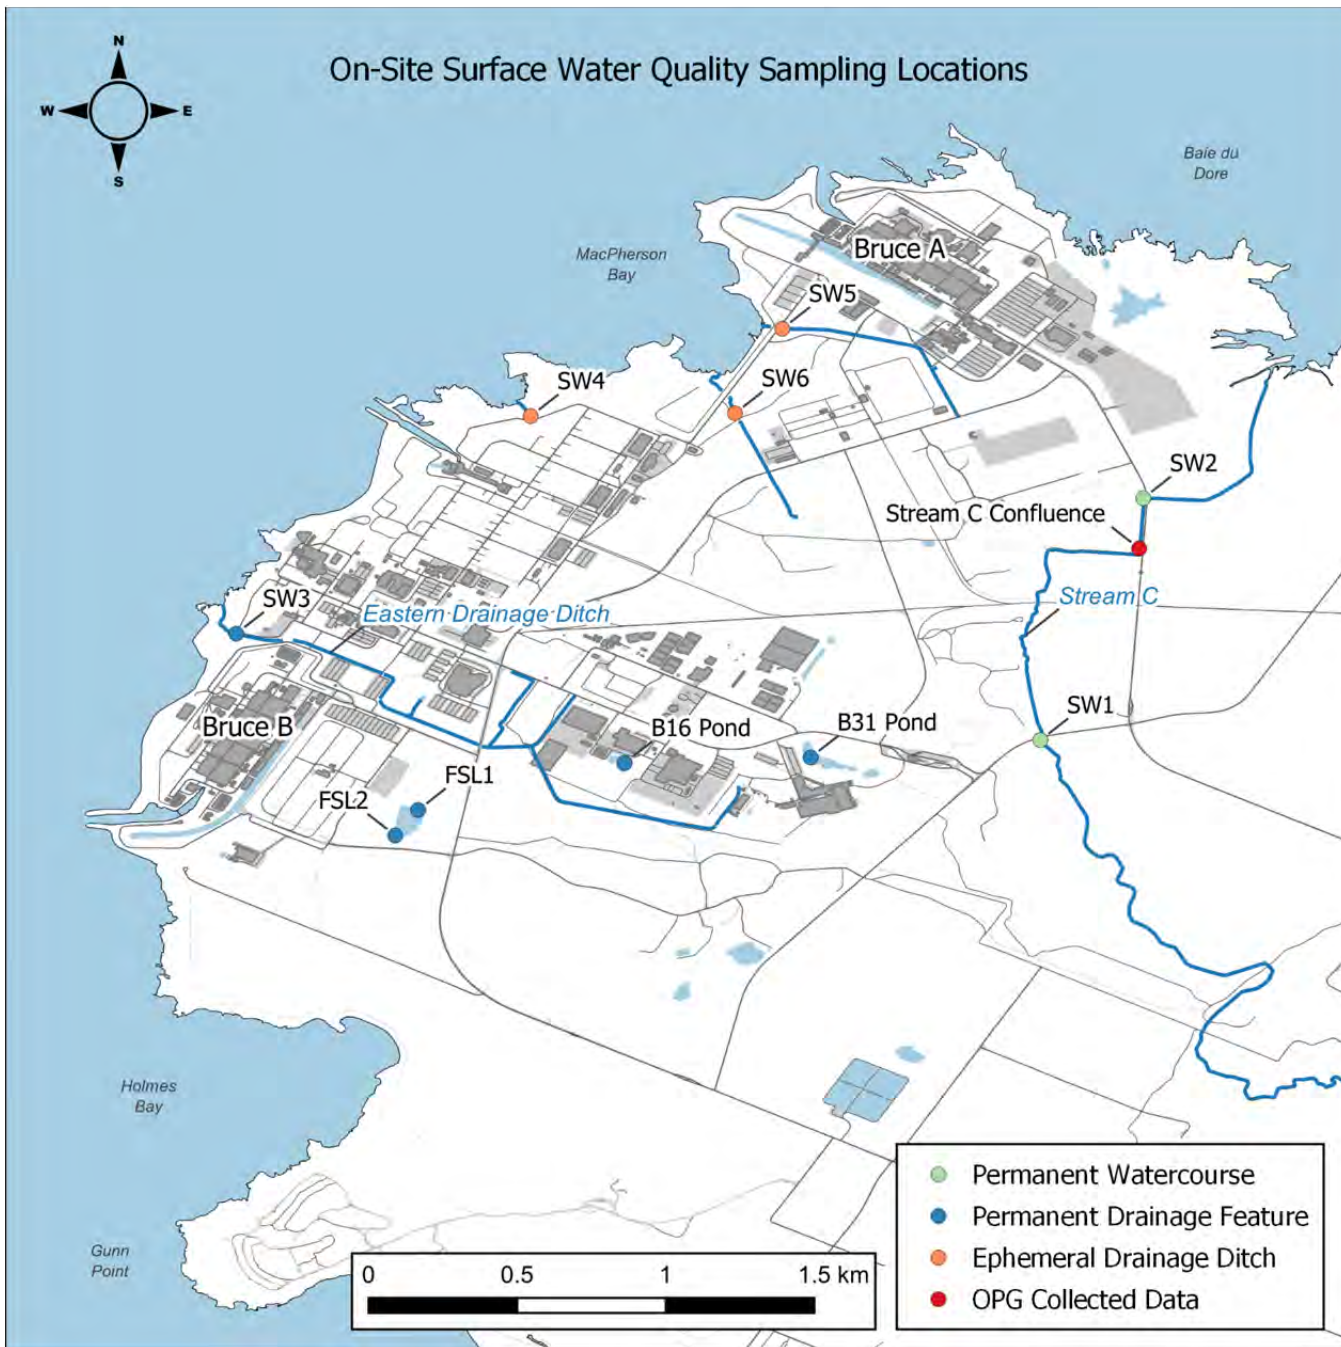 N
W E
S
On-Site Surface Water Quality Sampling Locations
Baie du
Dore
MacPherson
Bay
Bruce A
SW5
SW4
SW6
SW2
Stream C Confluence
Stream C
SW3
Eastern Drainage Ditch
SW1
Bruce B
B16 Pond
B31 Pond
FSL1
FSL2
Holmes
Bay
Gunn
Point
0 0.5 1 1.5 km
Permanent Watercourse
Permanent Drainage Feature
Ephemeral Drainage Ditch
OPG Collected Data